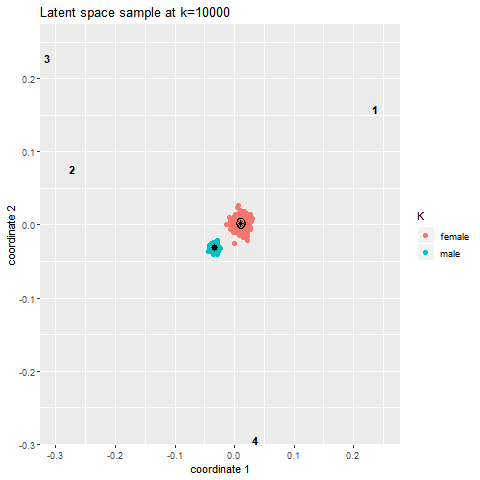 Latent space sample at k=10000
3
0.2
1
0.1
2
0.0
-0.1
-0.2
4
-0.3
-0.3
-0.2
-0.1
0.0
0.1
0.2
coordinate 1
coordinate 2
K
female
male